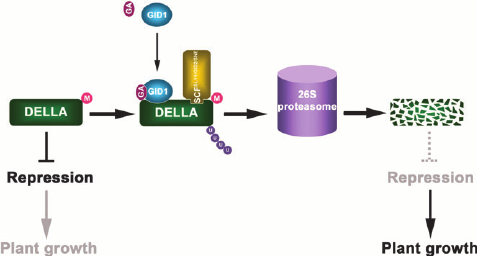 GA
GID1
GA
GID1
SCF
M
M
DELLA
DELLA
26S
proteasome
U
U
U
U
Repression
Repression
Plant growth
Plant growth